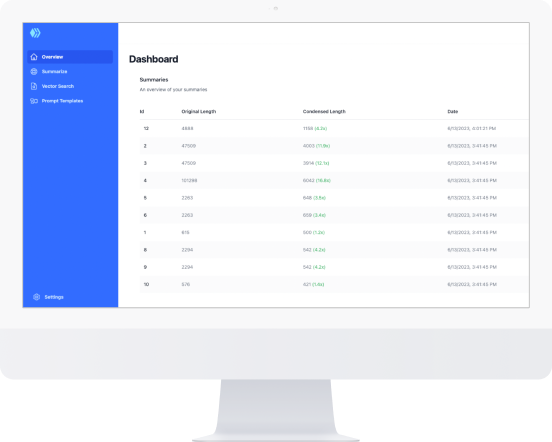 Overview
Summarize
Vector Search
Prompt Templates
Settings
Dashboard
Summaries
An overview of your summaries
Id Original Length Condensed Length Date
12 4869 1159 (4.2x) 6/13/2023, 4:01:21 PM
2 47509 4003 (11.9x) 6/13/2023, 3:41:45 PM
3 47509 3914 (12.1x) 6/13/2023, 3:41:45 PM
4 101298 6042 (16.8x) 6/13/2023, 3:41:45 PM
5 2263 648 (3.5x) 6/13/2023, 3:41:45 PM
6 2263 659 (3.4x) 6/13/2023, 3:41:45 PM
1 615 500 (1.2x) 6/13/2023, 3:41:45 PM
8 2294 542 (4.2x) 6/13/2023, 3:41:45 PM
9 2294 542 (4.2x) 6/13/2023, 3:41:45 PM
10 576 421 (1.4x) 6/13/2023, 3:41:45 PM